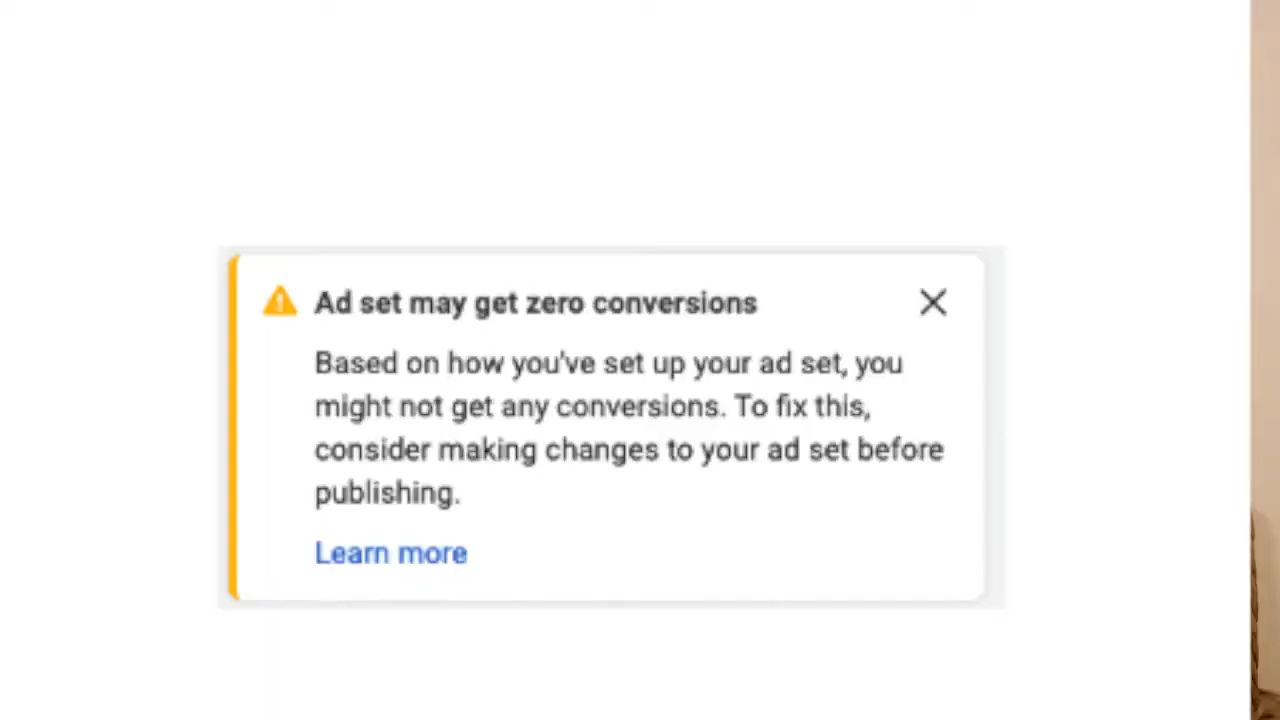 Ad set may get zero conversions
Based on how you've set up your ad set, you
might not get any conversions. To fix this,
consider making changes to your ad set before
publishing.
Learn more